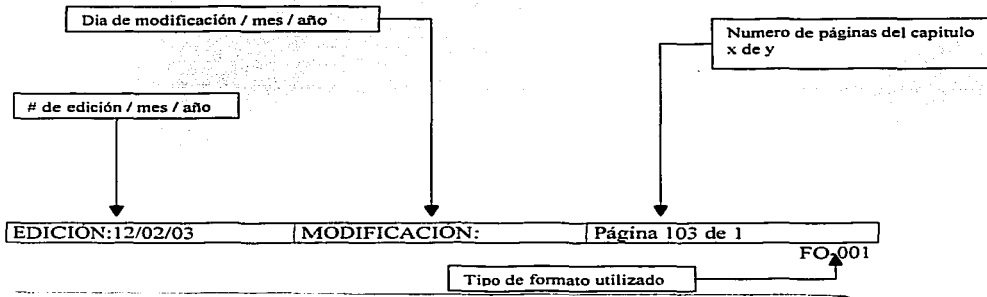 Dia de modificación / mes / año
Numero de páginas del capitulo
x de y
# de edición / mes / año
EDICIÓN:12/02/03 MODIFICACIÓN: Página 103 de 1
FO-001
Tipo de formato utilizado